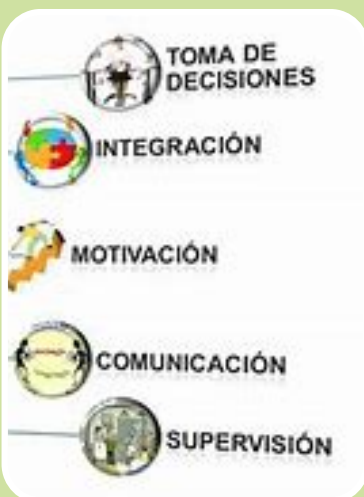 TOMA DE
DECISIONES
INTEGRACIÓN
MOTIVACIÓN
COMUNICACIÓN
SUPERVISIÓN